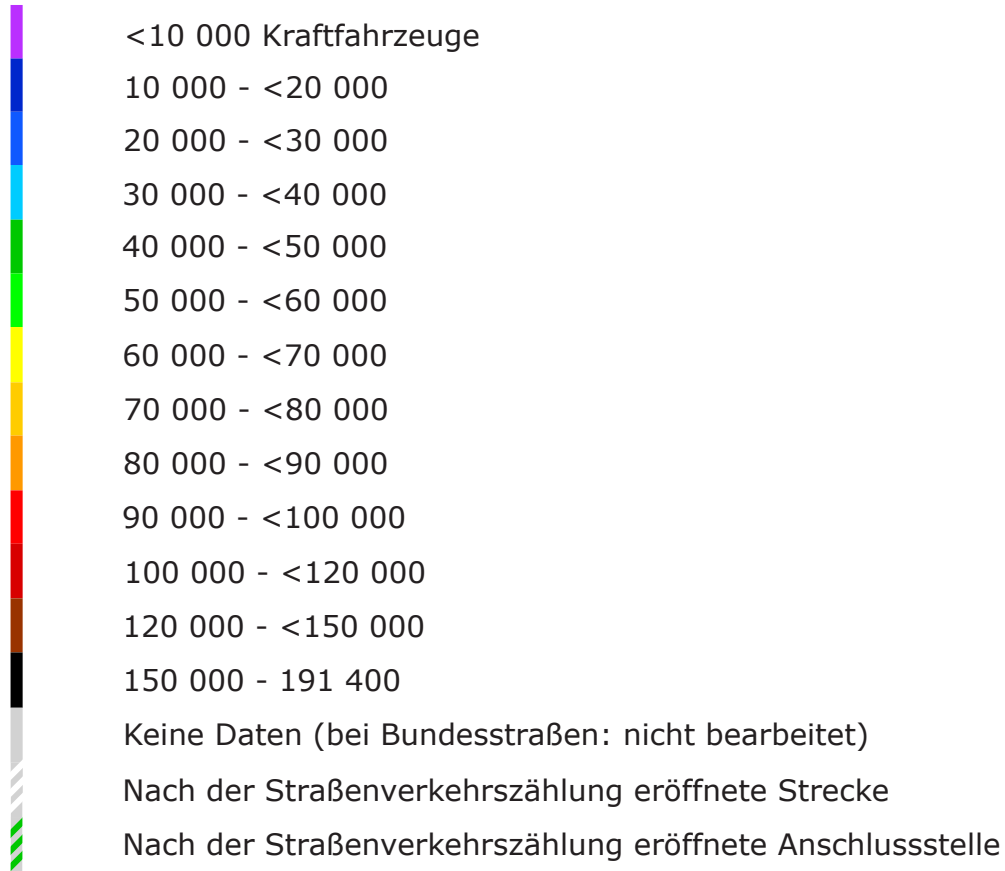 <10 000 Kraftfahrzeuge
10 000 - <20 000
20 000 - <30 000
30 000 - <40 000
40 000 - <50 000
50 000 - <60 000
60 000 - <70 000
70 000 - <80 000
80 000 - <90 000
90 000 - <100 000
100 000 - <120 000
120 000 - <150 000
150 000 - 191 400
Keine Daten (bei Bundesstraßen: nicht bearbeitet)
Nach der Straßenverkehrszählung eröffnete Strecke
Nach der Straßenverkehrszählung eröffnete Anschlussstelle